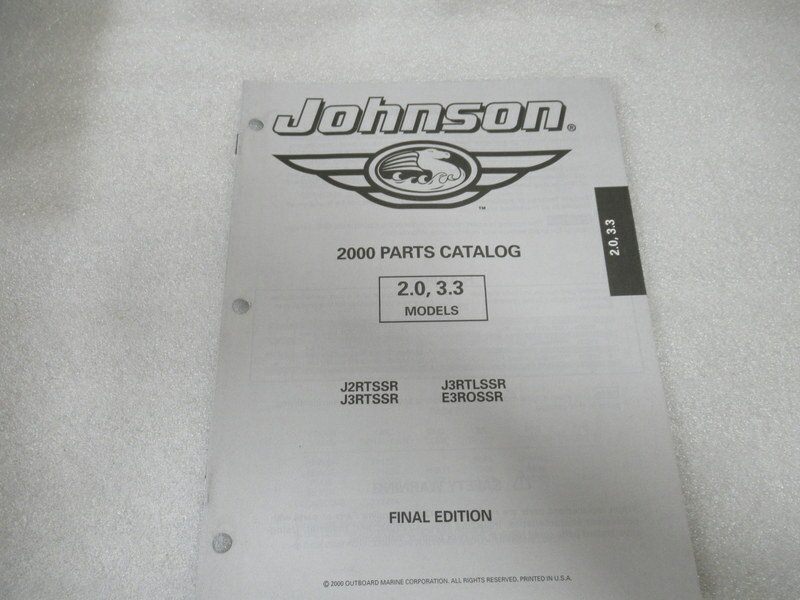 Johnson®
™
2000 PARTS CATALOG
2.0, 3.3
2.0, 3.3
MODELS
J2RTSSR J3RTLSSR
J3RTSSR E3ROSSR
FINAL EDITION
© 2000 OUTBOARD MARINE CORPORATION. ALL RIGHTS RESERVED. PRINTED IN U.S.A.